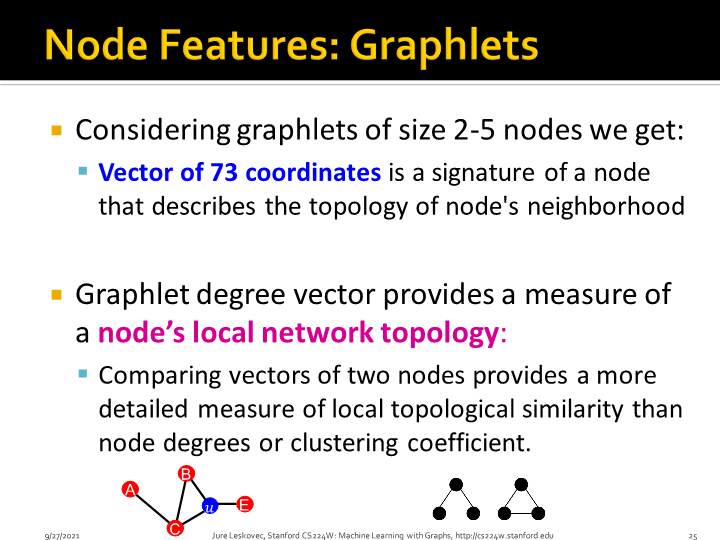 Node Features: Graphlets
Considering graphlets of size 2-5 nodes we get:
Vector of 73 coordinates is a signature of a node
that describes the topology of node's neighborhood
Graphlet degree vector provides a measure of
a node’s local network topology:
Comparing vectors of two nodes provides a more
detailed measure of local topological similarity than
node degrees or clustering coefficient.
B
A
u
E
C
9/27/2021
Jure Leskovec, Stanford CS224W: Machine Learning with Graphs, http://cs224w.stanford.edu
25